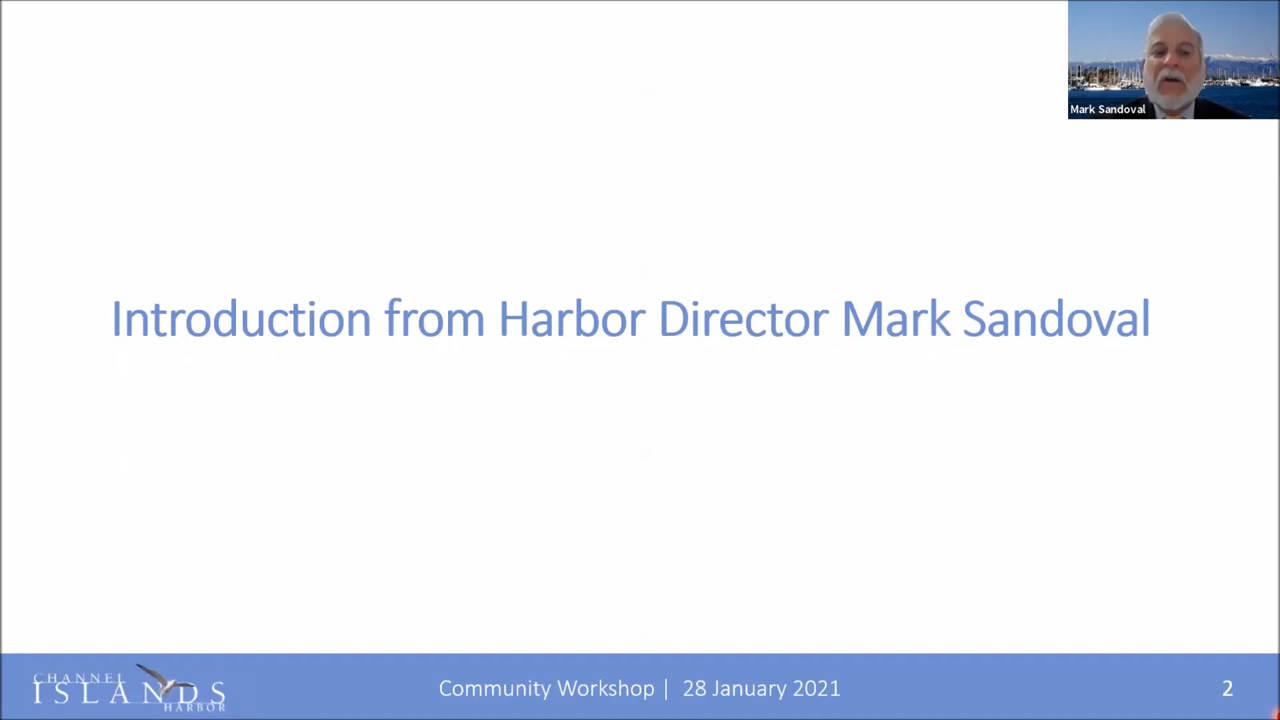 Mark Sandoval
Introduction from Harbor Director Mark Sandoval
CHANNEL
ISLANDS
HARBOR
Community Workshop | 28 January 2021
2